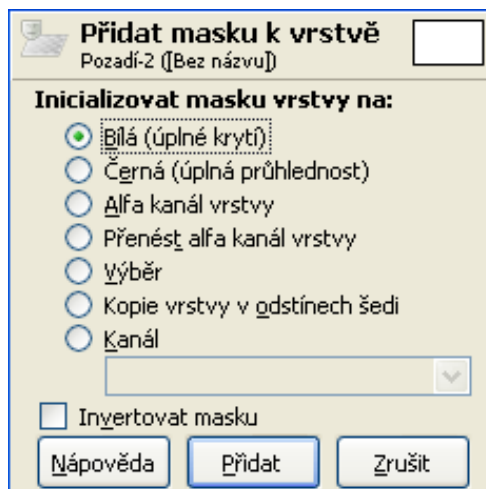 Přidat masku k vrstvě
Pozadí-2 ([Bez názvu])
Inicializovat masku vrstvy na:
Bílá (úplné krytí)
Černá (úplná průhlednost)
Alfa kanál vrstvy
Přenést alfa kanál vrstvy
Výběr
Kopie vrstvy v odstínech šedi
Kanál
Invertovat masku
Nápověda Přidat Zrušit